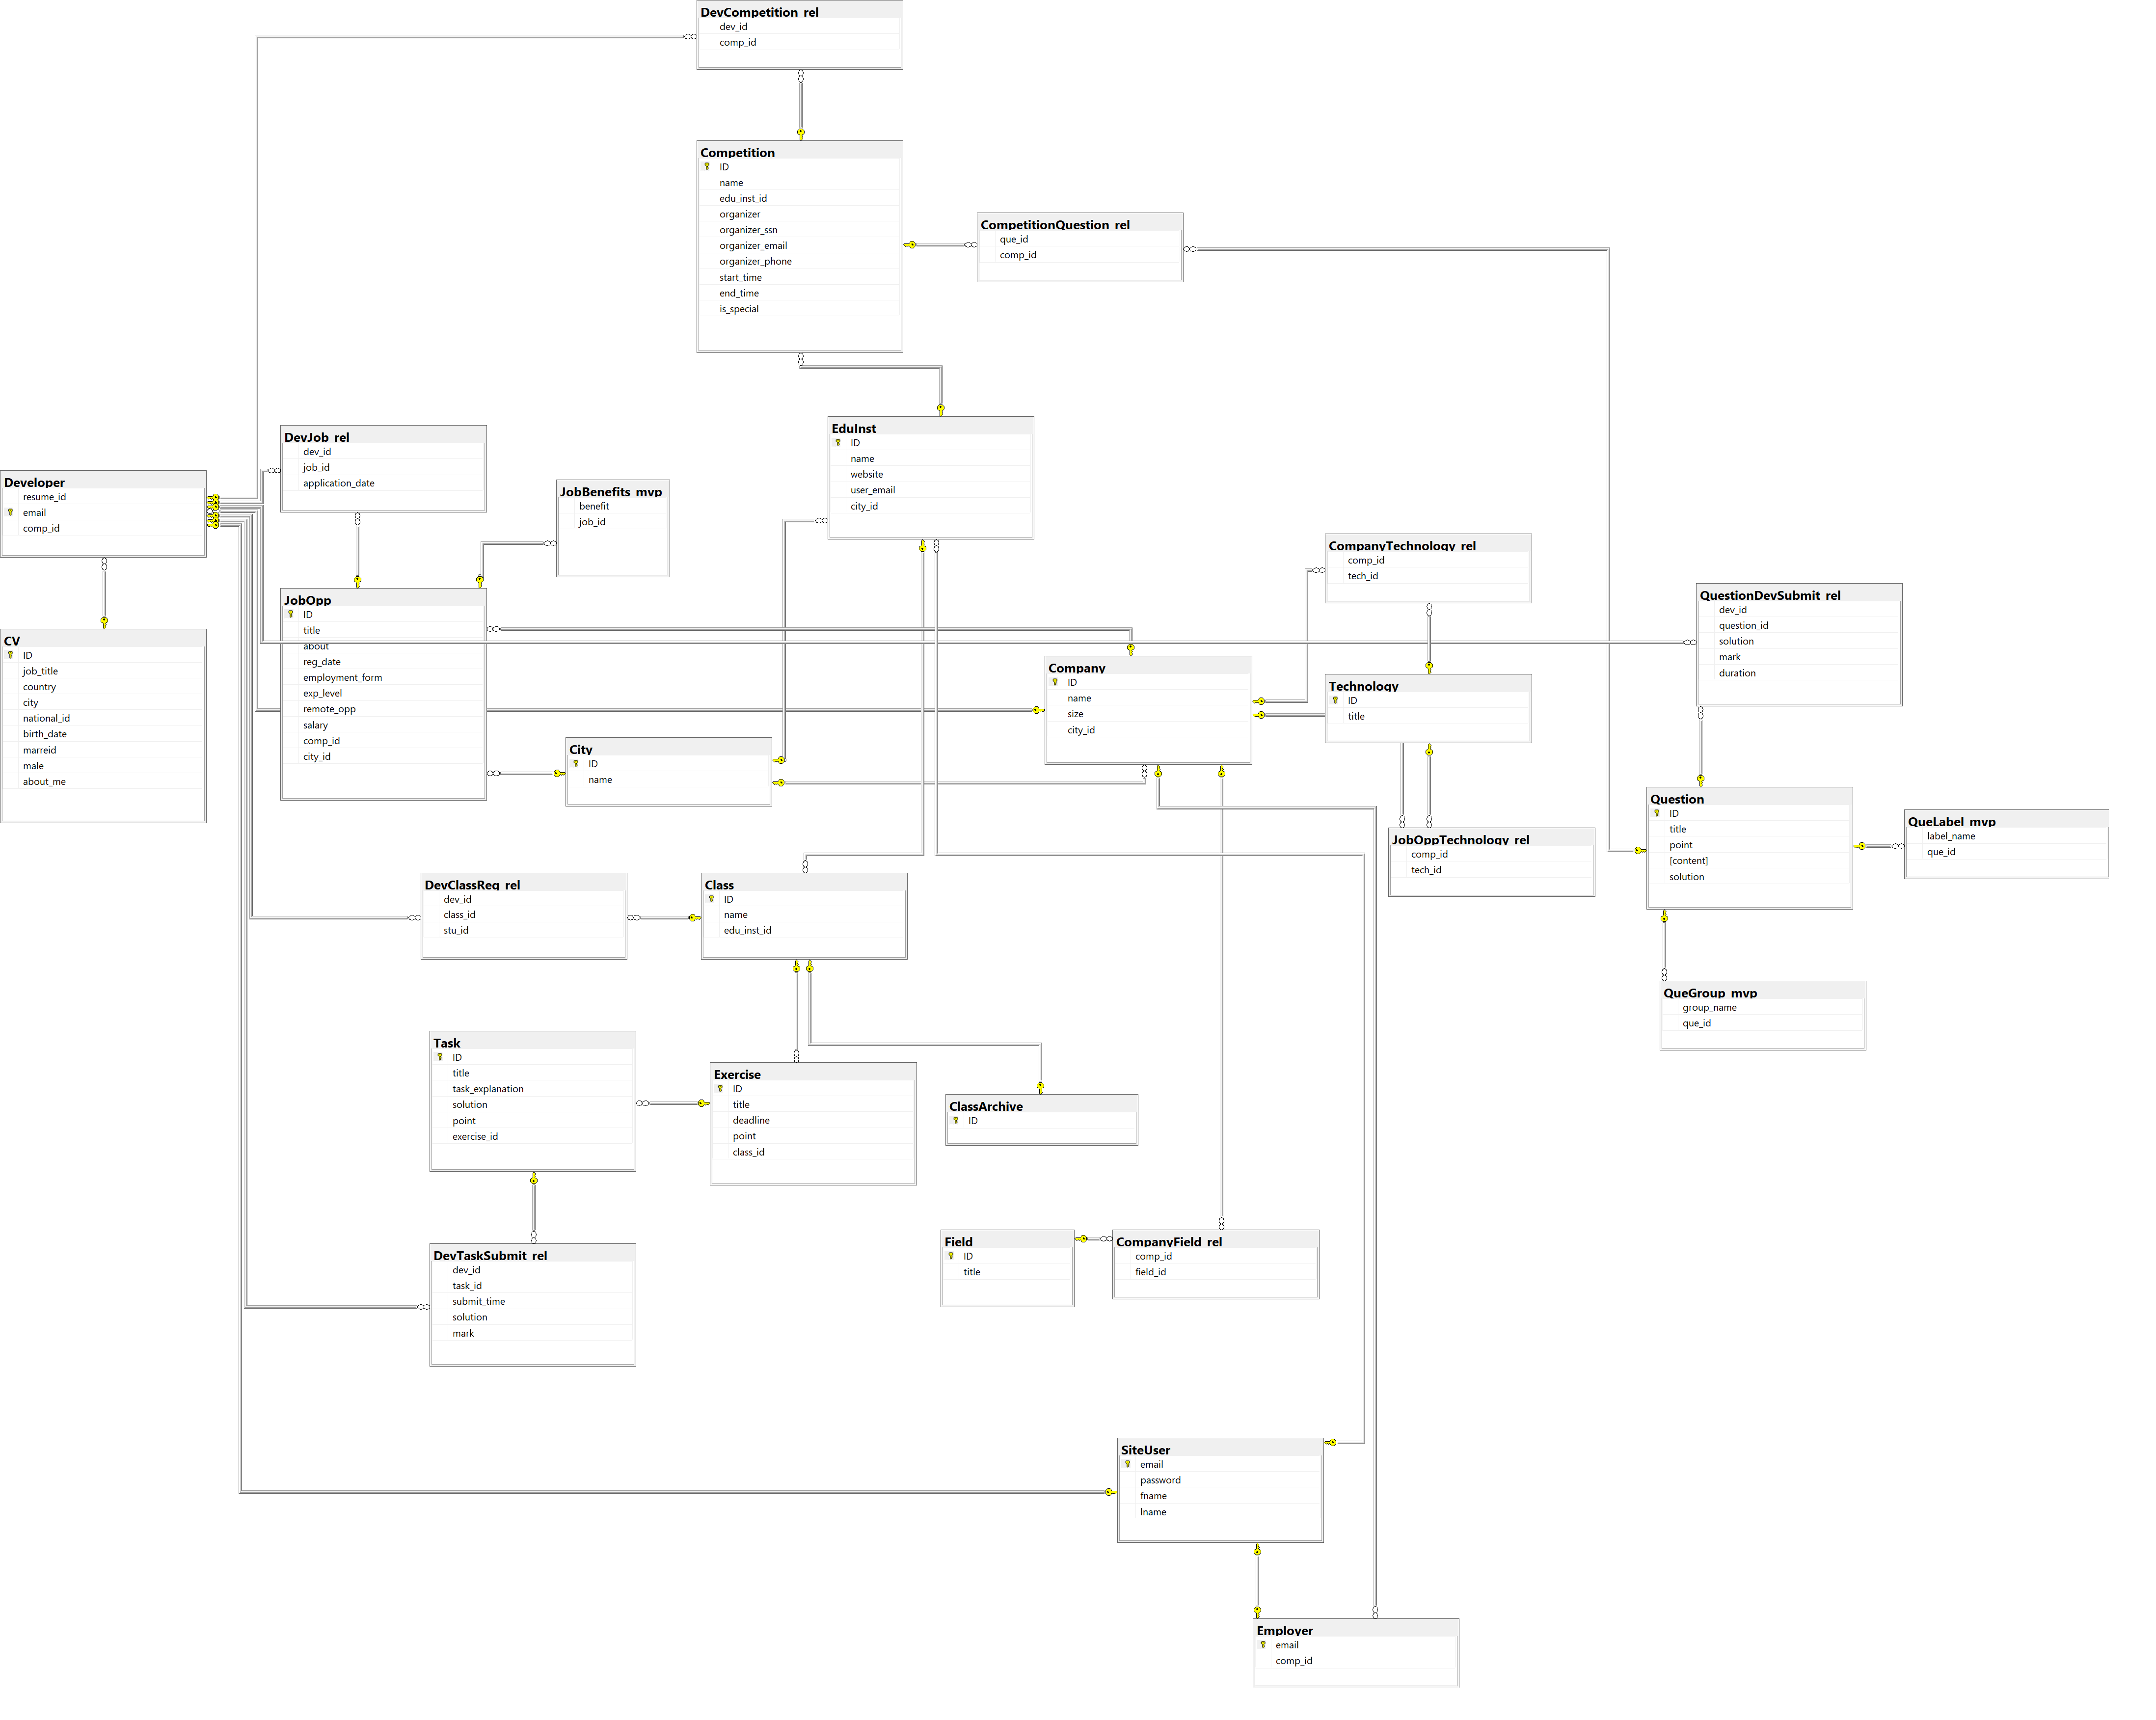 DevCompetition_rel
dev_id
comp_id
Competition
ID
name
edu_inst_id
organizer
organizer_ssn
organizer_email
organizer_phone
start_time
end_time
is_special
CompetitionQuestion_rel
que_id
comp_id
EduInst
ID
name
website
user_email
city_id
DevJob_rel
dev_id
job_id
application_date
Developer
resume_id
email
comp_id
JobBenefits_mvp
benefit
job_id
CompanyTechnology_rel
comp_id
tech_id
QuestionDevSubmit_rel
dev_id
question_id
solution
mark
duration
JobOpp
ID
title
about
reg_date
employment_form
exp_level
remote_opp
salary
comp_id
city_id
CV
ID
job_title
country
city
national_id
birth_date
marreid
male
about_me
Company
ID
name
size
city_id
Technology
ID
title
City
ID
name
Question
ID
title
point
[content]
solution
QueLabel_mvp
label_name
que_id
JobOppTechnology_rel
comp_id
tech_id
DevClassReg_rel
dev_id
class_id
stu_id
Class
ID
name
edu_inst_id
QueGroup_mvp
group_name
que_id
Task
ID
title
task_explanation
solution
point
exercise_id
Exercise
ID
title
deadline
point
class_id
ClassArchive
ID
DevTaskSubmit_rel
dev_id
task_id
submit_time
solution
mark
Field
ID
title
CompanyField_rel
comp_id
field_id
SiteUser
email
password
fname
lname
Employer
email
comp_id